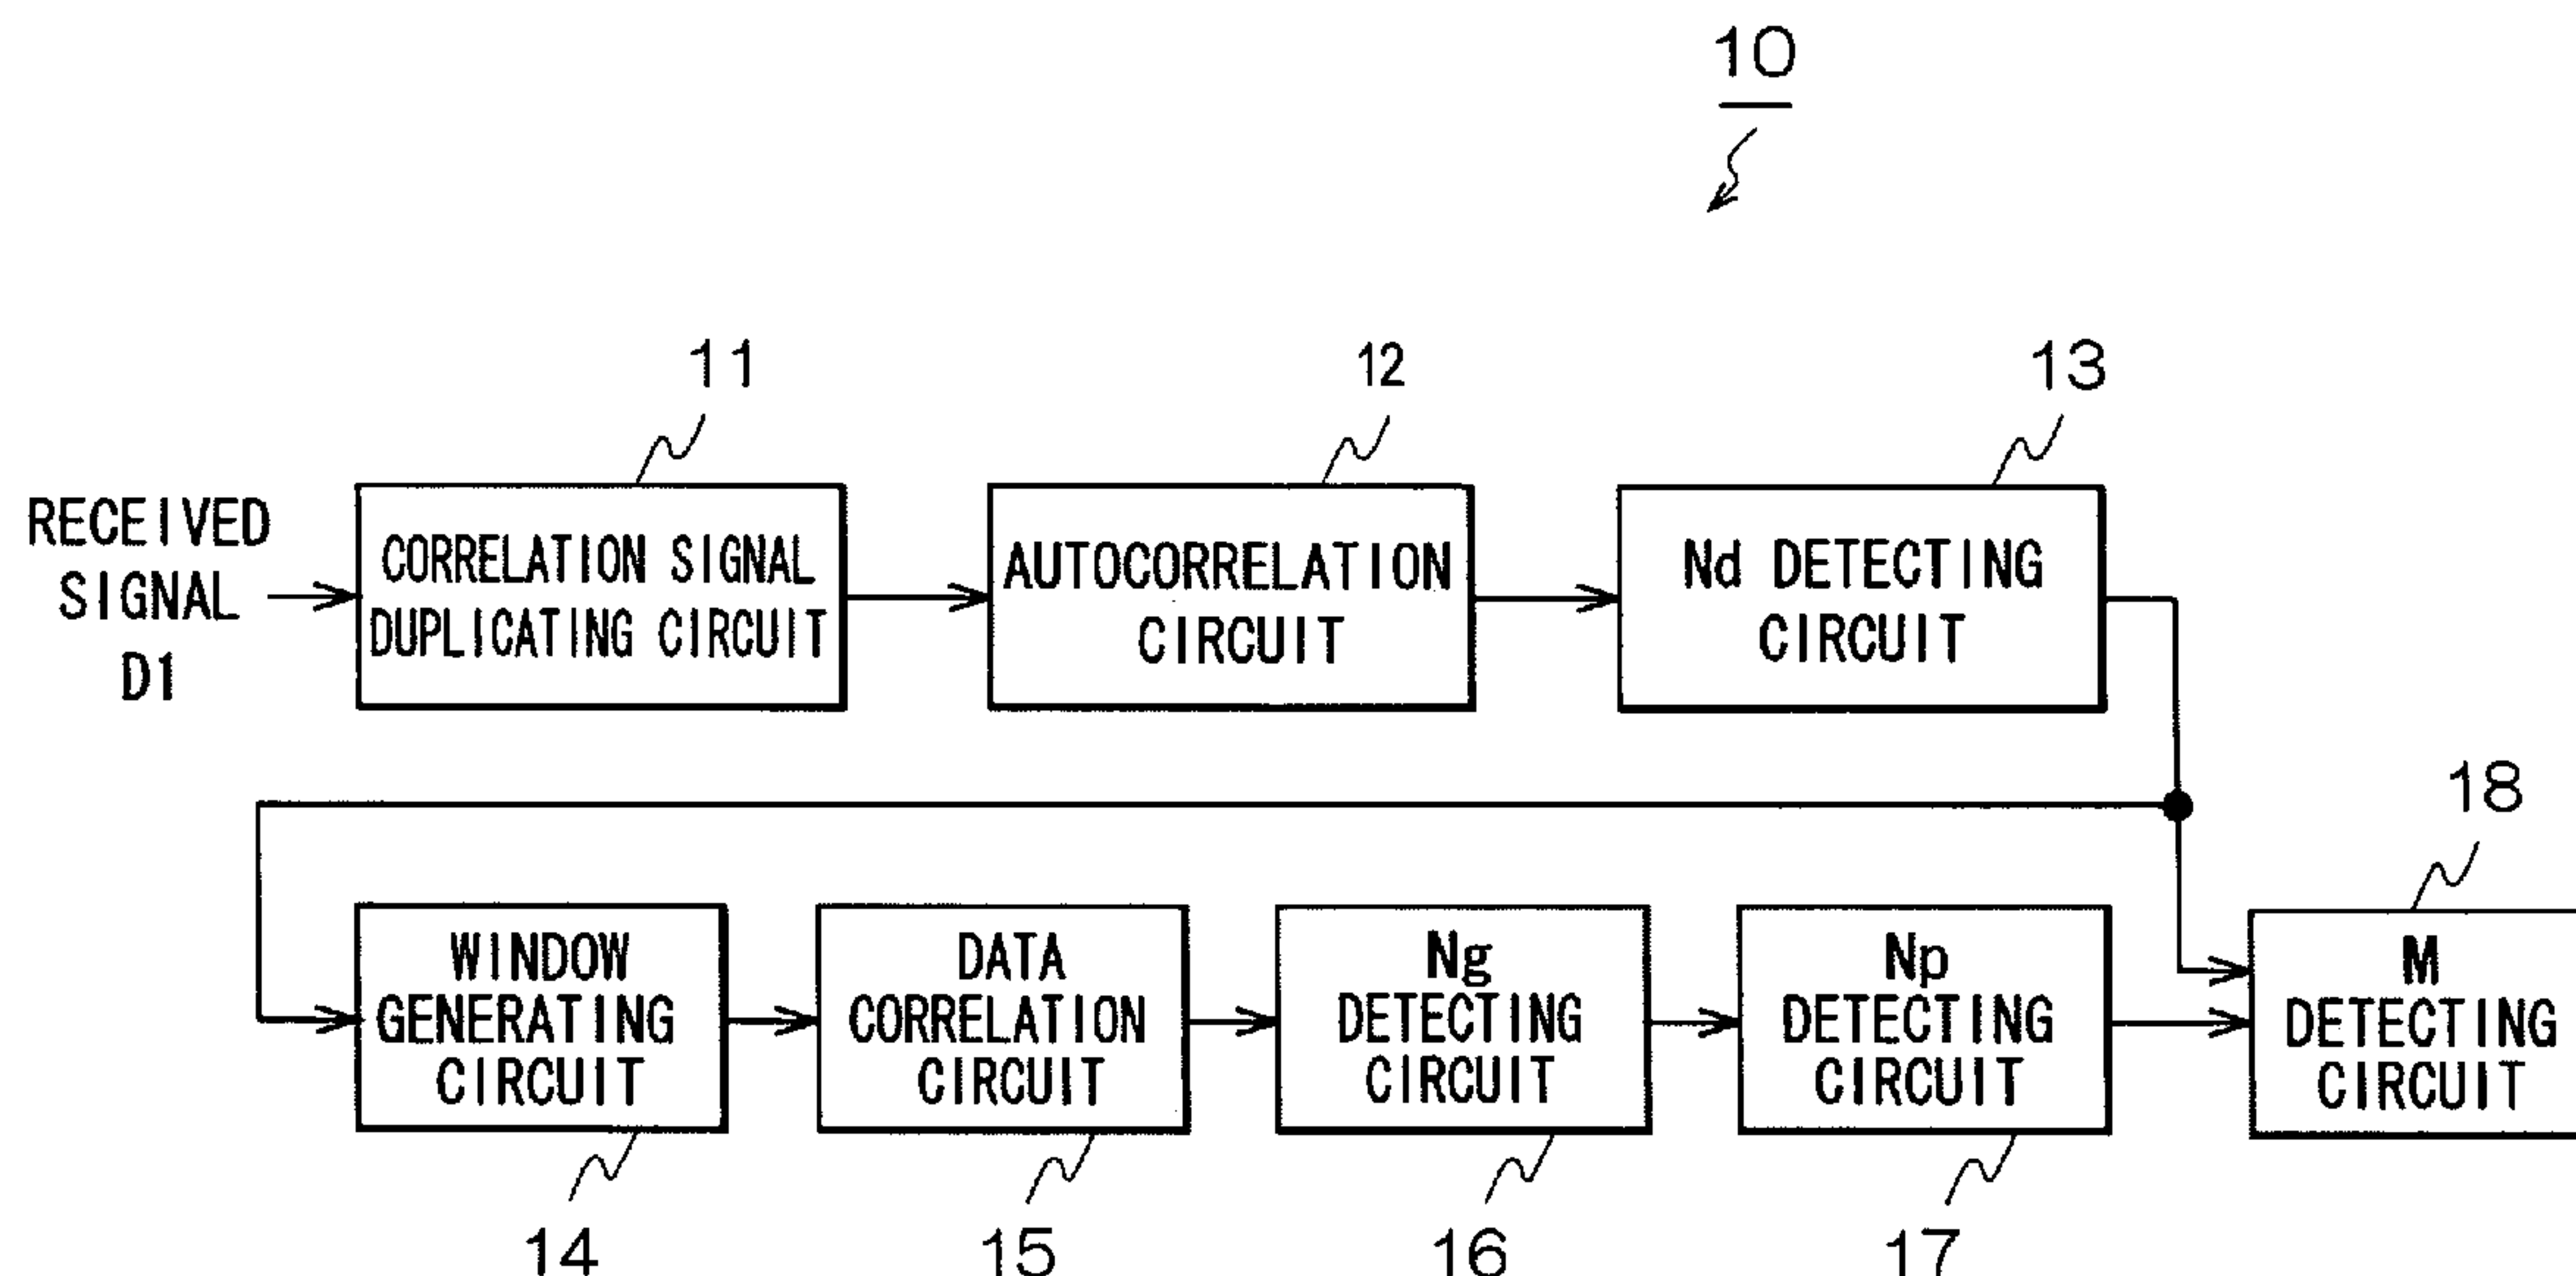 10
11
12
13
RECEIVED
SIGNAL
D1
CORRELATION SIGNAL
DUPLICATING CIRCUIT
AUTOCORRELATION
CIRCUIT
Nd DETECTING
CIRCUIT
18
WINDOW
GENERATING
CIRCUIT
DATA
CORRELATION
CIRCUIT
Ng
DETECTING
CIRCUIT
Np
DETECTING
CIRCUIT
M
DETECTING
CIRCUIT
14
15
16
17